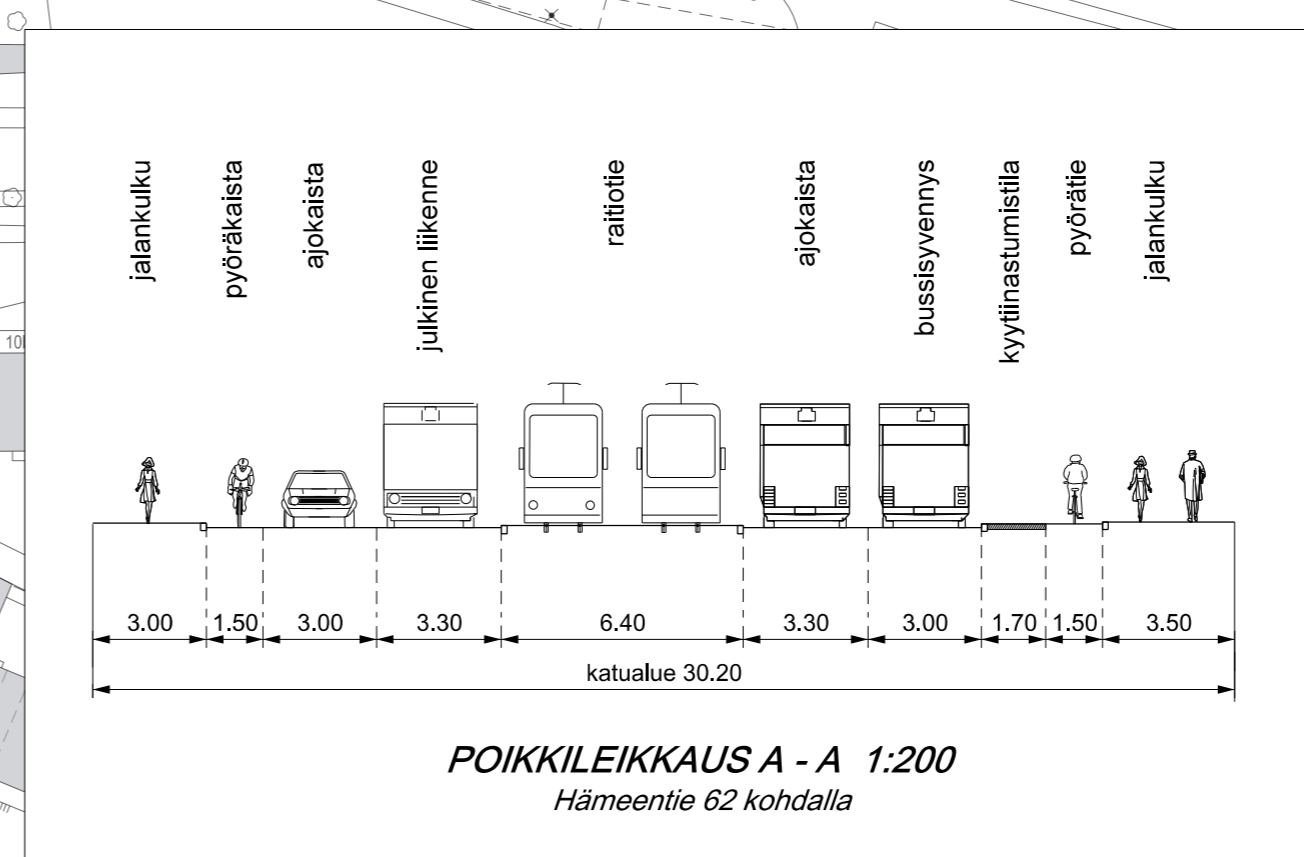 jalankulku
pyöräkaista
ajokaista
julkinen liikenne
raitiotie
ajokaista
bussisyvennys
kyytiinastumistila
pyörätie
jalankulku
3.00 1.50 3.00 3.30 6.40 3.30 3.00 1.70 1.50 3.50
katualue 30.20
POIKKILEIKKAUS A - A 1:200
Hämeentie 62 kohdalla